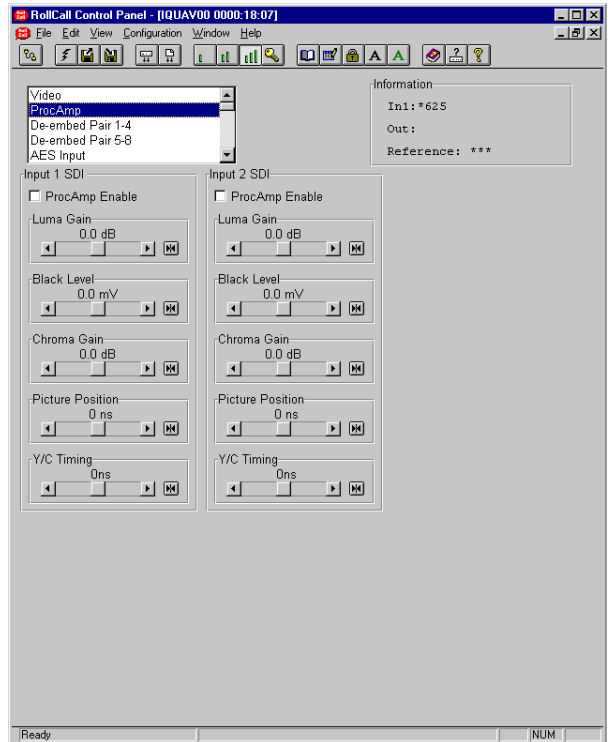 RollCall Control Panel - [IQUAV00 0000:18:07]
File Edit View Configuration Window Help
A A
Video
ProcAmp
De-embed Pair 1-4
De-embed Pair 5-8
AES Input
Information
In1:*625
Out:
Reference: ***
Input 1 SDI
ProcAmp Enable
Luma Gain
0.0 dB
Black Level
0.0 mV
Chroma Gain
0.0 dB
Picture Position
0 ns
Y/C Timing
0ns
Input 2 SDI
ProcAmp Enable
Luma Gain
0.0 dB
Black Level
0.0 mV
Chroma Gain
0.0 dB
Picture Position
0 ns
Y/C Timing
0ns
Ready
NUM